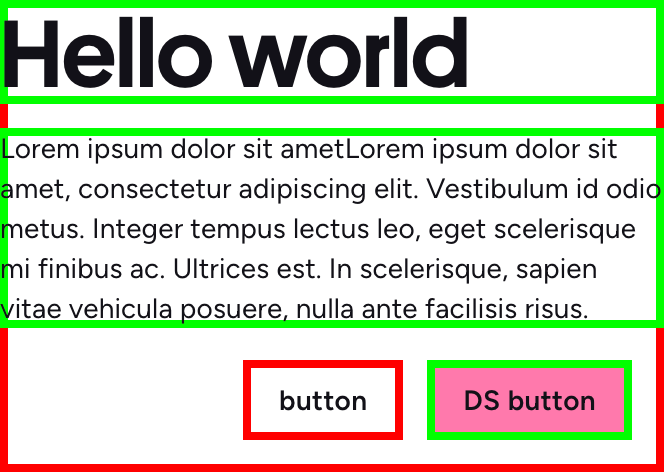 Hello world
Lorem ipsum dolor sit ametLorem ipsum dolor sit
amet, consectetur adipiscing elit. Vestibulum id odio
metus. Integer tempus lectus leo, eget scelerisque
mi finibus ac. Ultrices est. In scelerisque, sapien
vitae vehicula posuere, nulla ante facilisis risus.
button
DS button